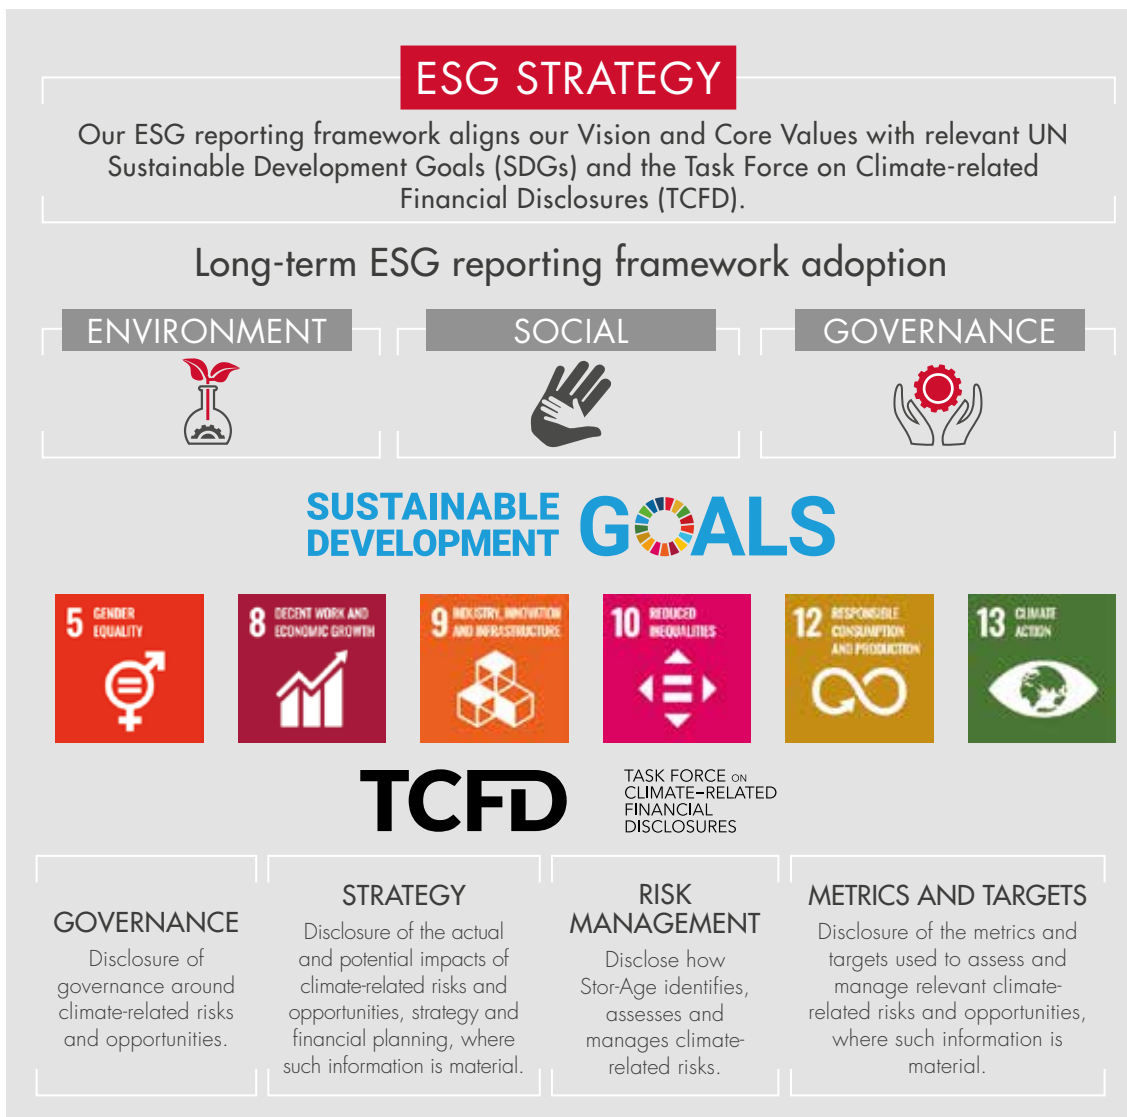 ESG STRATEGY
Our ESG reporting framework aligns our Vision and Core Values with relevant UN
Sustainable Development Goals (SDGs) and the Task Force on Climate-related
Financial Disclosures (TCFD).
Long-term ESG reporting framework adoption
ENVIRONMENT
SOCIAL
GOVERNANCE
SUSTAINABLE
DEVELOPMENT
GOALS
5 GENDER
EQUALITY
8 DECENT WORK AND
ECONOMIC GROWTH
9 INDUSTRY, INNOVATION
AND INFRASTRUCTURE
10 REDUCED
INEQUALITIES
12 RESPONSIBLE
CONSUMPTION
AND PRODUCTION
13 CLIMATE
ACTION
TCFD
TASK FORCE ON
CLIMATE-RELATED
FINANCIAL
DISCLOSURES
GOVERNANCE
Disclosure of
governance around
climate-related risks
and opportunities.
STRATEGY
Disclosure of the actual
and potential impacts of
climate-related risks and
opportunities, strategy and
financial planning, where
such information is material.
RISK
MANAGEMENT
Disclose how
Stor-Age identifies,
assesses and
manages climate-
related risks.
METRICS AND TARGETS
Disclosure of the metrics and
targets used to assess and
manage relevant climate-
related risks and opportunities,
where such information is
material.